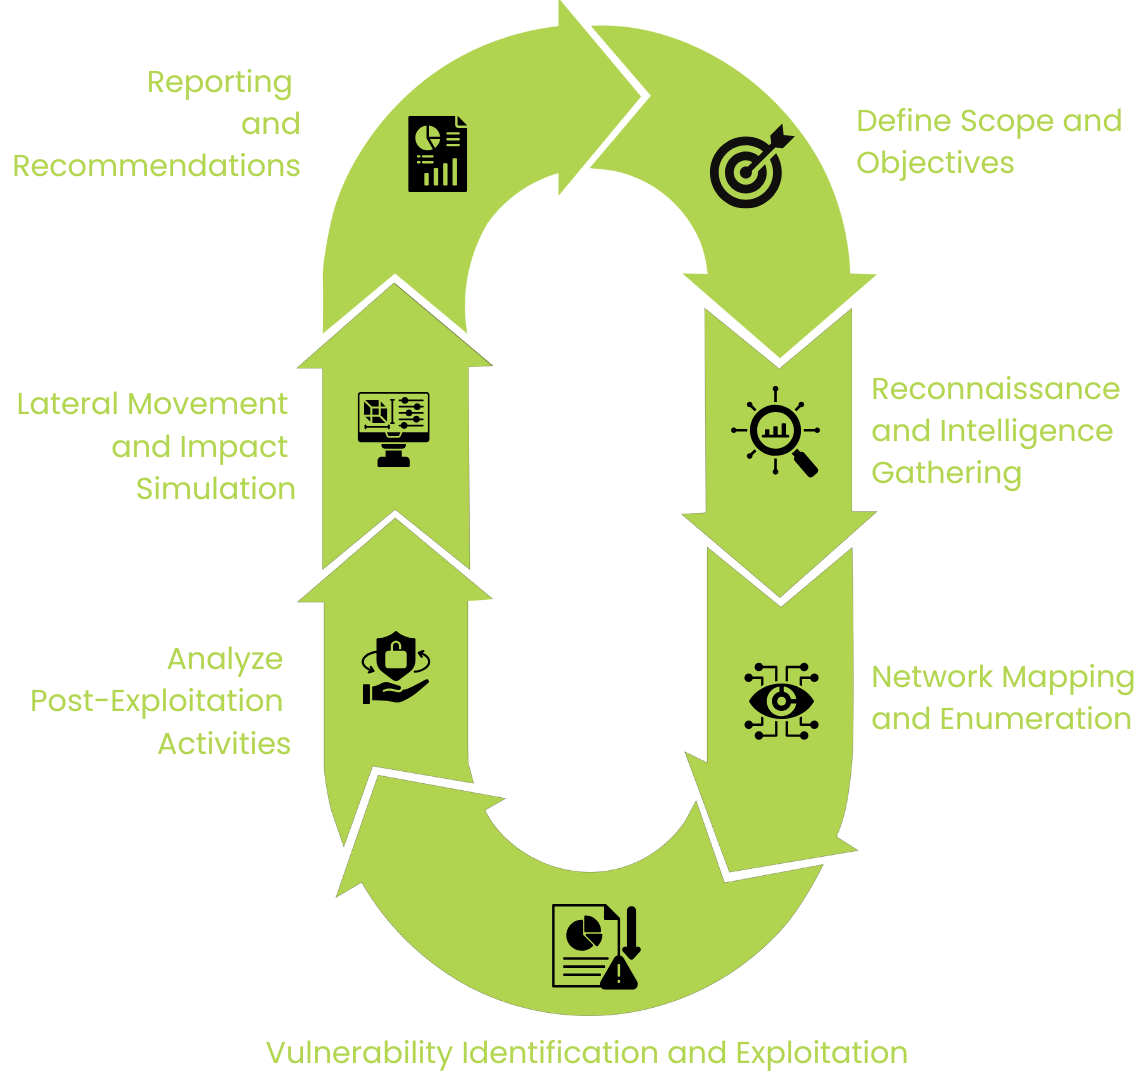 Reporting
and
Recommendations
Define Scope and
Objectives
Lateral Movement
and Impact
Simulation
Reconnaissance
and Intelligence
Gathering
Analyze
Post-Exploitation
Activities
Network Mapping
and Enumeration
Vulnerability Identification and Exploitation